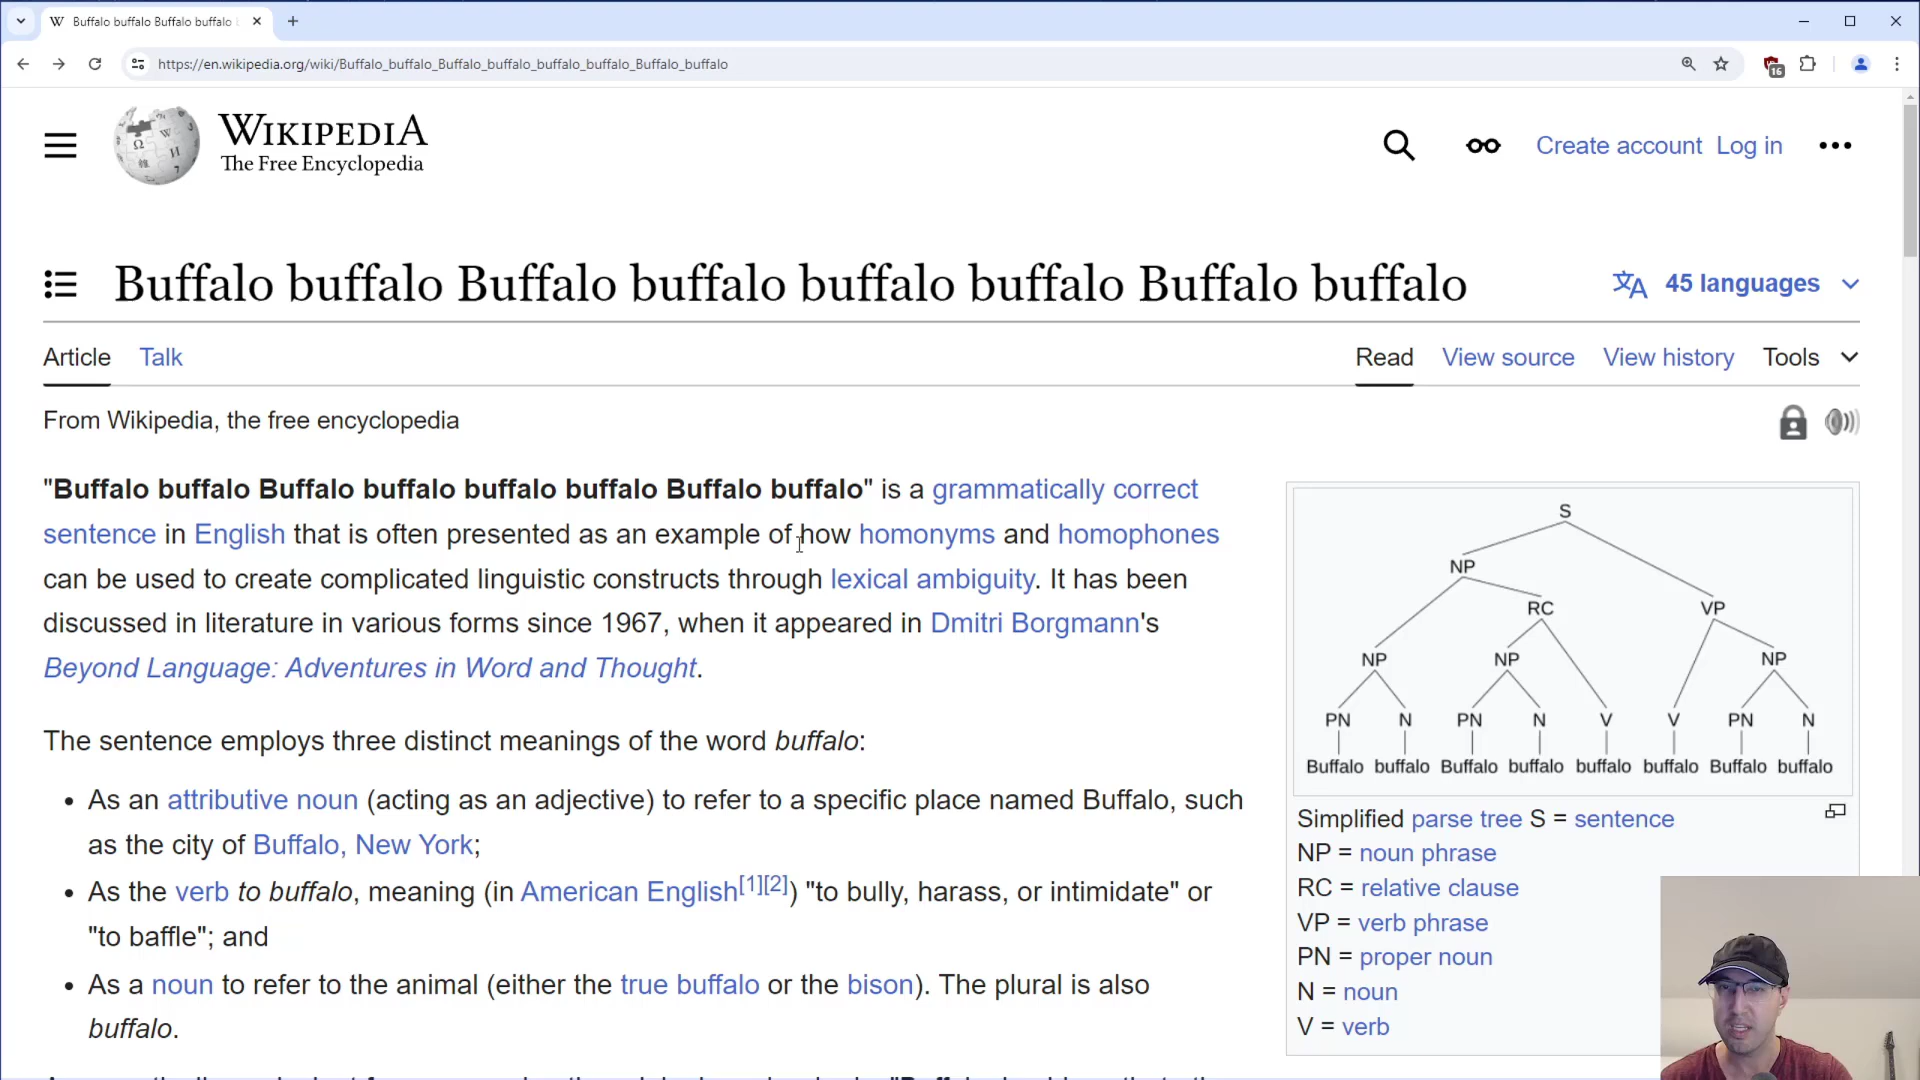 Buffalo buffalo Buffalo buffalo
https://en.wikipedia.org/wiki/Buffalo_buffalo_Buffalo_buffalo_buffalo_buffalo_Buffalo_buffalo
16
WIKIPEDIA
The Free Encyclopedia
Create account Log in
Buffalo buffalo Buffalo buffalo buffalo buffalo Buffalo buffalo
45 languages
Article Talk
Read View source View history Tools
From Wikipedia, the free encyclopedia
"Buffalo buffalo Buffalo buffalo buffalo buffalo Buffalo buffalo" is a grammatically correct
sentence in English that is often presented as an example of how homonyms and homophones
can be used to create complicated linguistic constructs through lexical ambiguity. It has been
discussed in literature in various forms since 1967, when it appeared in Dmitri Borgmann's
Beyond Language: Adventures in Word and Thought.
The sentence employs three distinct meanings of the word buffalo:
• As an attributive noun (acting as an adjective) to refer to a specific place named Buffalo, such
as the city of Buffalo, New York;
• As the verb to buffalo, meaning (in American English[1][2]) "to bully, harass, or intimidate" or
"to baffle"; and
• As a noun to refer to the animal (either the true buffalo or the bison). The plural is also
buffalo.
S
NP
RC VP
NP NP NP
PN N PN N V V PN N
Buffalo buffalo Buffalo buffalo buffalo buffalo Buffalo buffalo
Simplified parse tree S = sentence
NP = noun phrase
RC = relative clause
VP = verb phrase
PN = proper noun
N = noun
V = verb